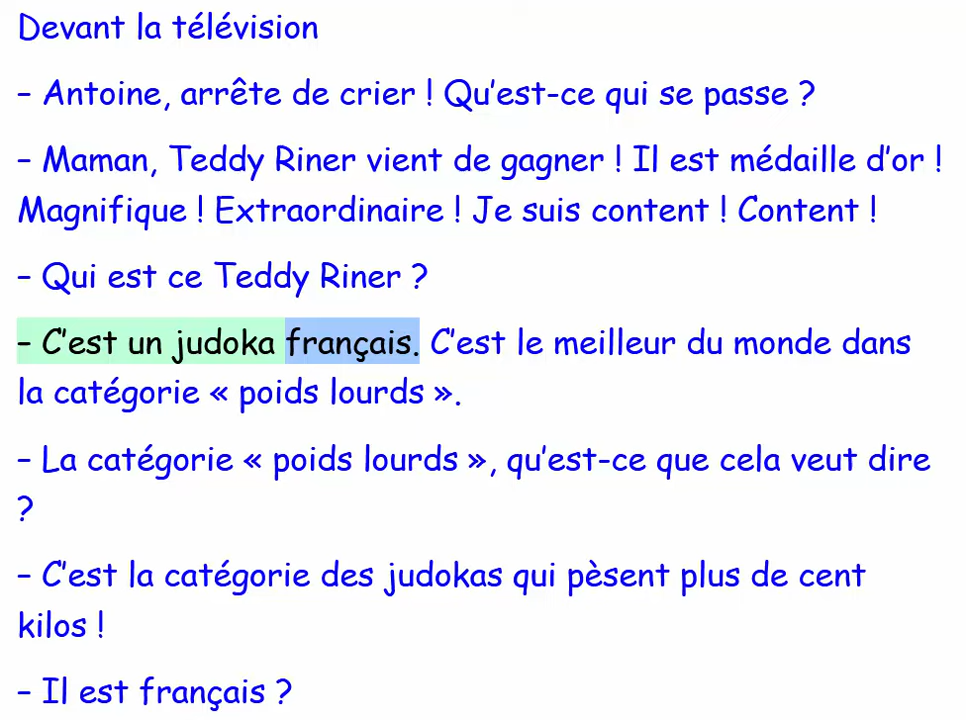 Devant la télévision
– Antoine, arrête de crier ! Qu’est-ce qui se passe ?
– Maman, Teddy Riner vient de gagner ! Il est médaille d’or !
Magnifique ! Extraordinaire ! Je suis content ! Content !
– Qui est ce Teddy Riner ?
– C’est un judoka français. C’est le meilleur du monde dans
la catégorie « poids lourds ».
– La catégorie « poids lourds », qu’est-ce que cela veut dire
?
– C’est la catégorie des judokas qui pèsent plus de cent
kilos !
– Il est français ?